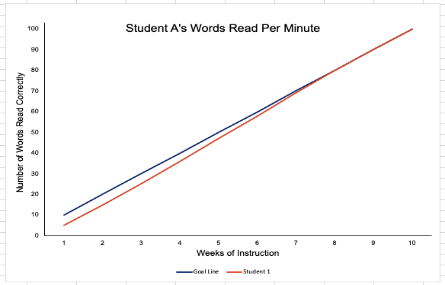 Student A's Words Read Per Minute
Number of Words Read Correctly
100
90
80
70
60
50
40
30
20
10
0
1 2 3 4 5 6 7 8 9 10
Weeks of Instruction
Goal Line Student 1